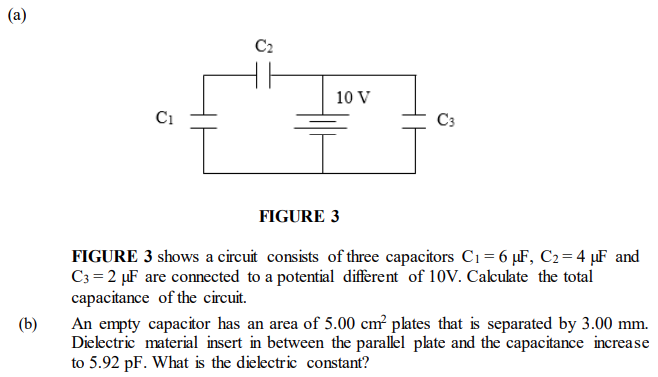 (a)
C₂
10 V
C₁
C₃
FIGURE 3
FIGURE 3 shows a circuit consists of three capacitors C₁ = 6 μF, C₂ = 4 μF and
C₃ = 2 μF are connected to a potential different of 10V. Calculate the total
capacitance of the circuit.
(b) An empty capacitor has an area of 5.00 cm² plates that is separated by 3.00 mm.
Dielectric material insert in between the parallel plate and the capacitance increase
to 5.92 pF. What is the dielectric constant?